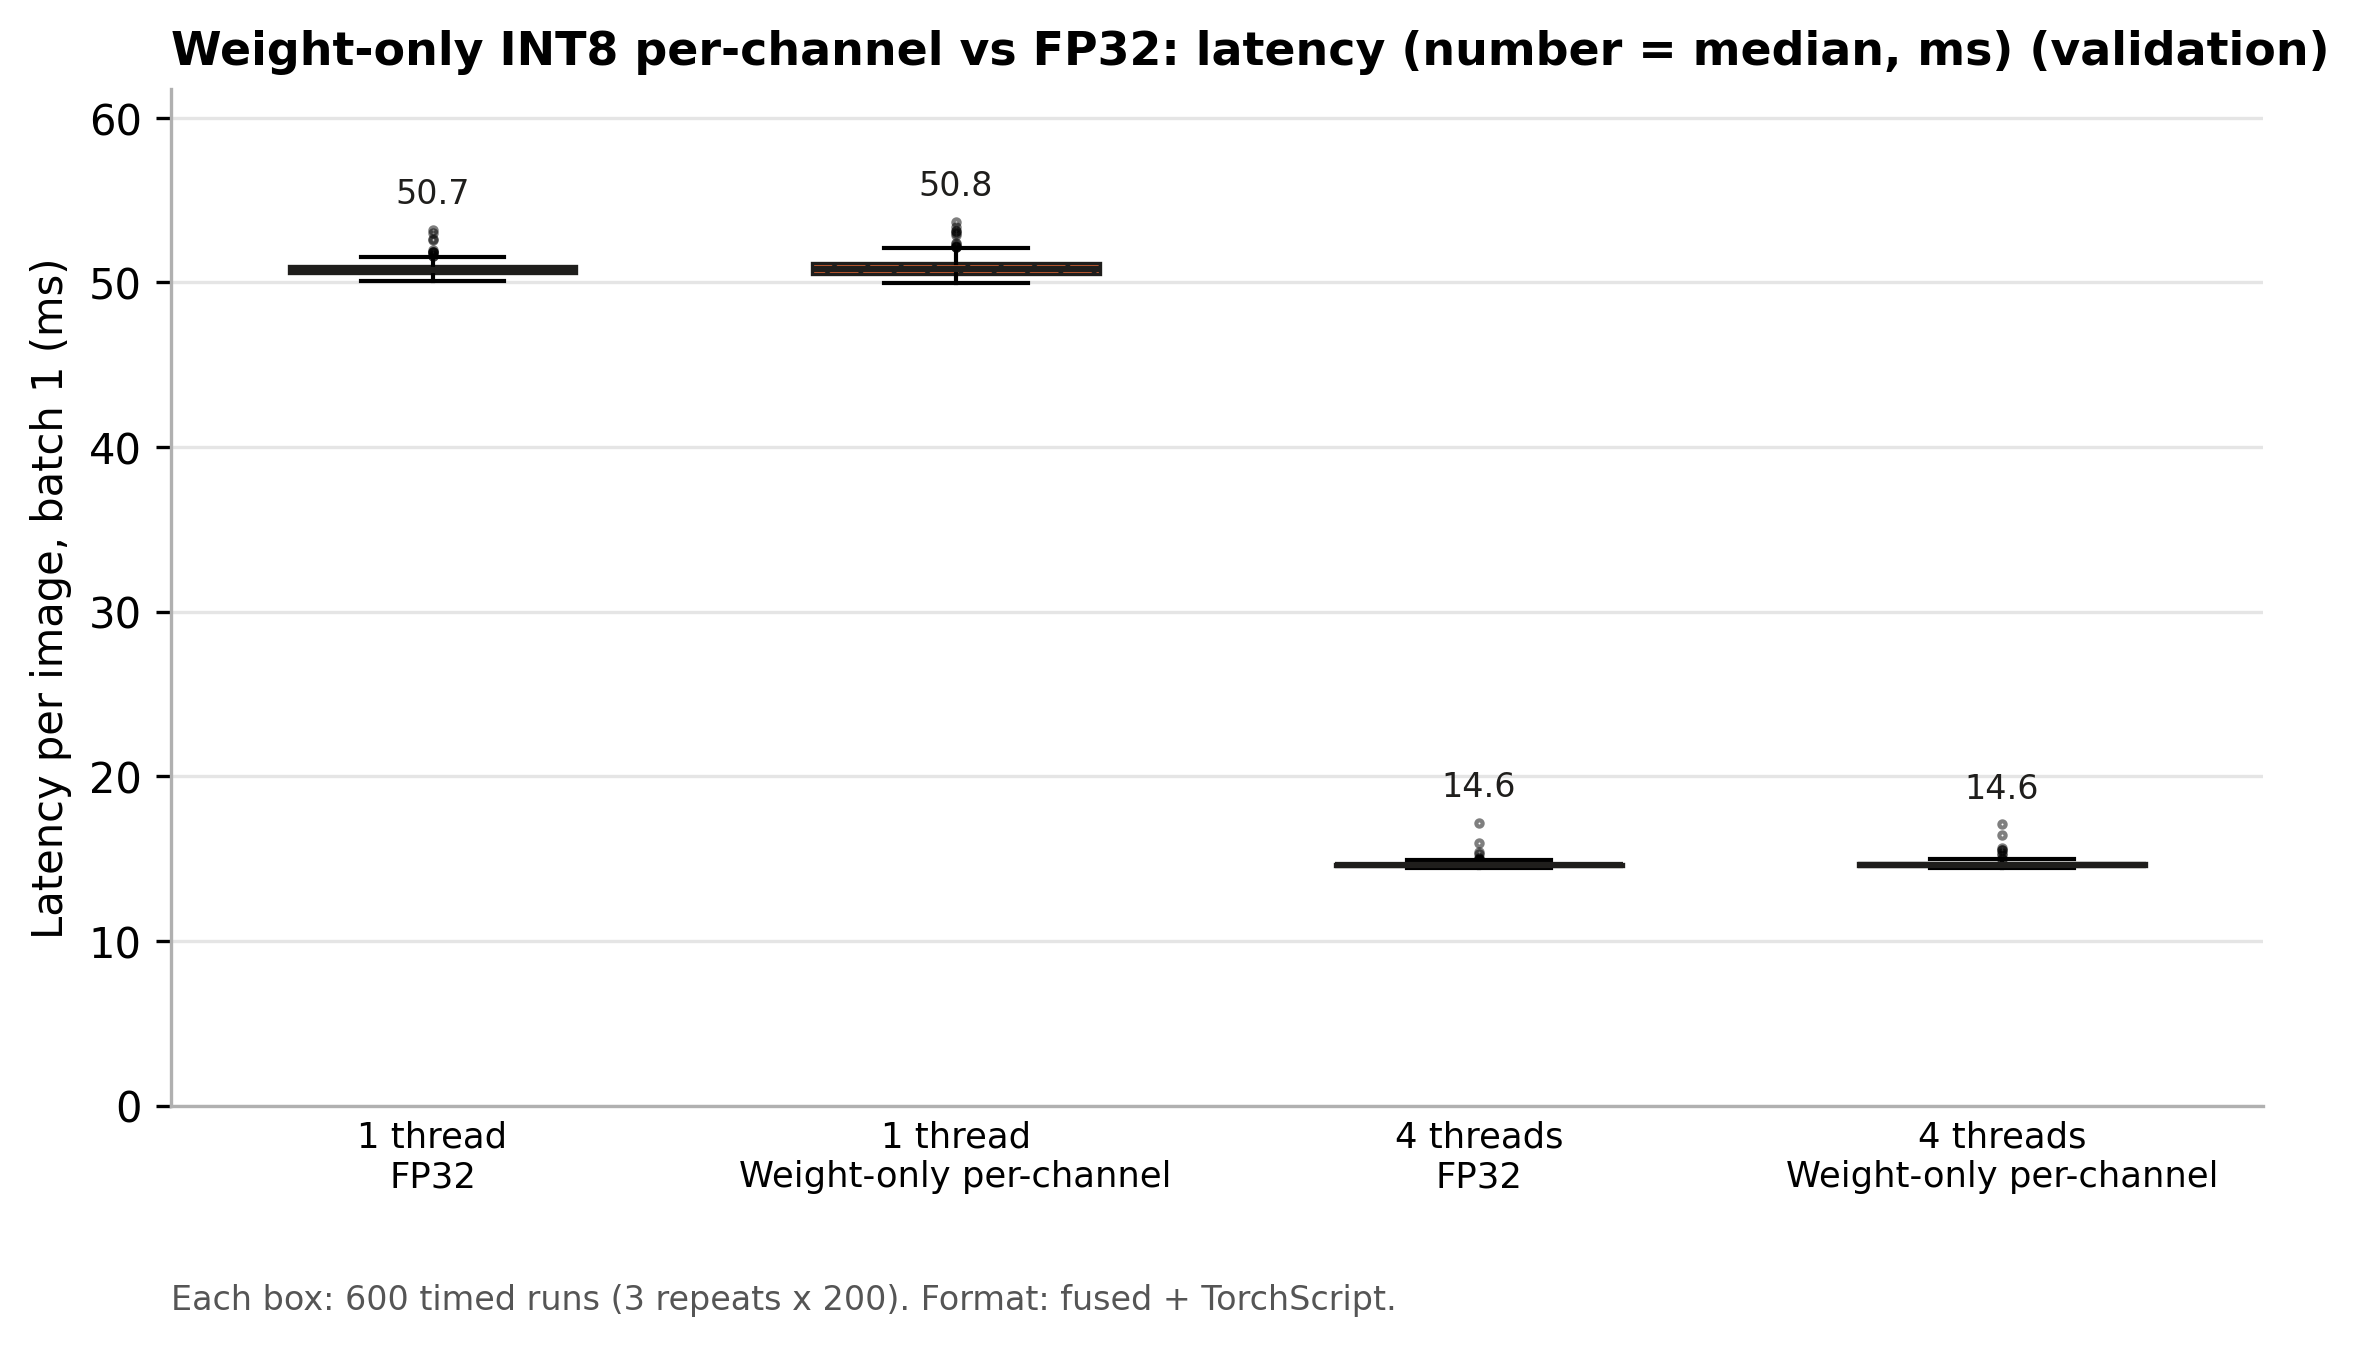 Weight-only INT8 per-channel vs FP32: latency (number = median, ms) (validation)
Latency per image, batch 1 (ms)
60
50
40
30
20
10
0
50.7
50.8
14.6
14.6
1 thread
FP32
1 thread
Weight-only per-channel
4 threads
FP32
4 threads
Weight-only per-channel
Each box: 600 timed runs (3 repeats x 200). Format: fused + TorchScript.